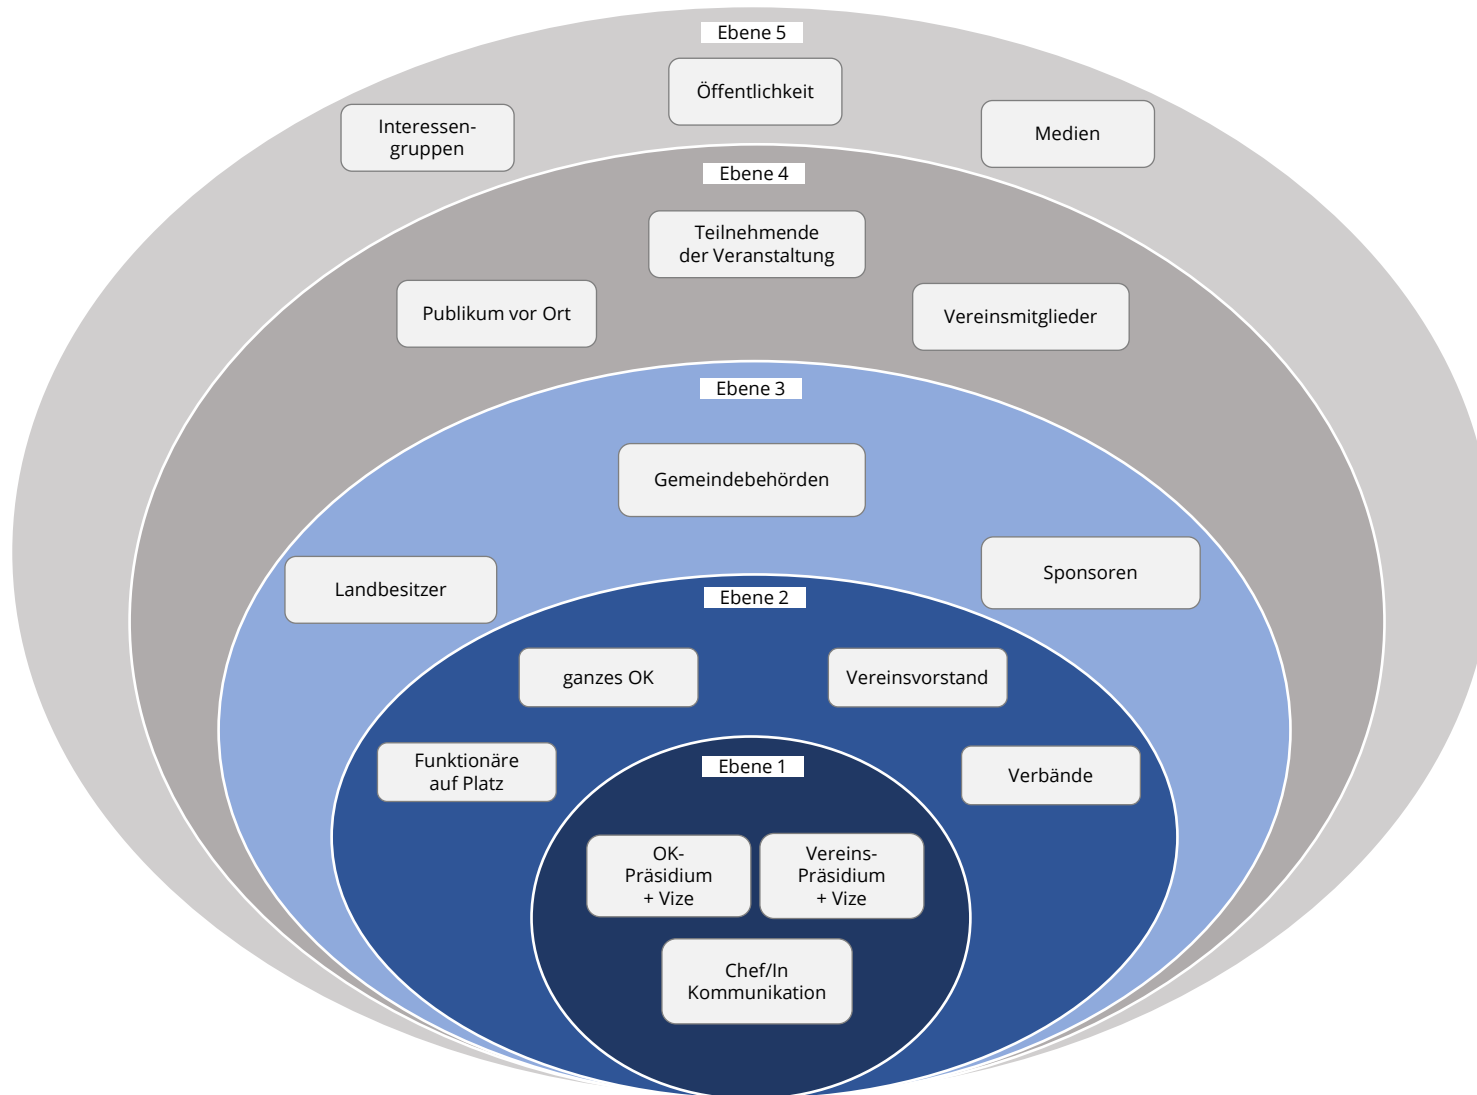 Ebene 5
Öffentlichkeit
Interessen-
gruppen
Medien
Ebene 4
Teilnehmende
der Veranstaltung
Publikum vor Ort
Vereinsmitglieder
Ebene 3
Gemeindebehörden
Landbesitzer
Sponsoren
Ebene 2
ganzes OK
Vereinsvorstand
Funktionäre
auf Platz
Verbände
Ebene 1
OK-
Präsidium
+ Vize
Vereins-
Präsidium
+ Vize
Chef/In
Kommunikation